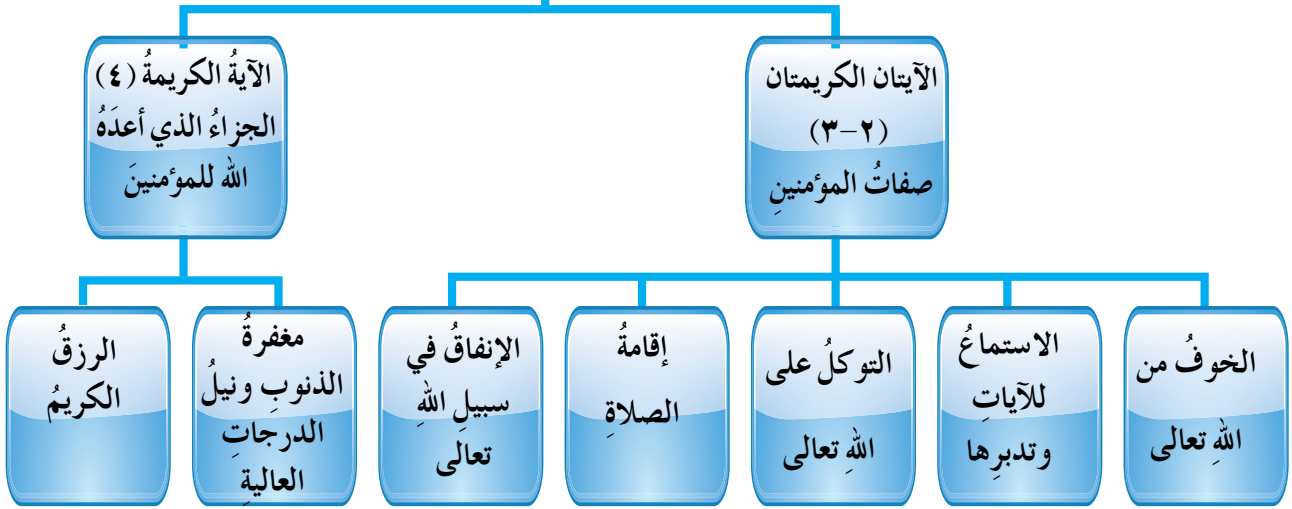 الآيتان الكريمتان
(٢-٣)
صفاتُ المؤمنينِ
الآيةُ الكريمةُ (٤)
الجزاءُ الذي أعدَهُ
الله للمؤمنينَ
الخوفُ من
اللهِ تعالى
الاستماعُ
للآياتِ
وتدبرِها
التوكلُ على
اللهِ تعالى
إقامةُ
الصلاةِ
الإنفاقُ في
سبيلِ اللهِ
تعالى
مغفرةُ
الذنوبِ ونيلُ
الدرجاتِ
العاليةِ
الرزقُ
الكريمُ